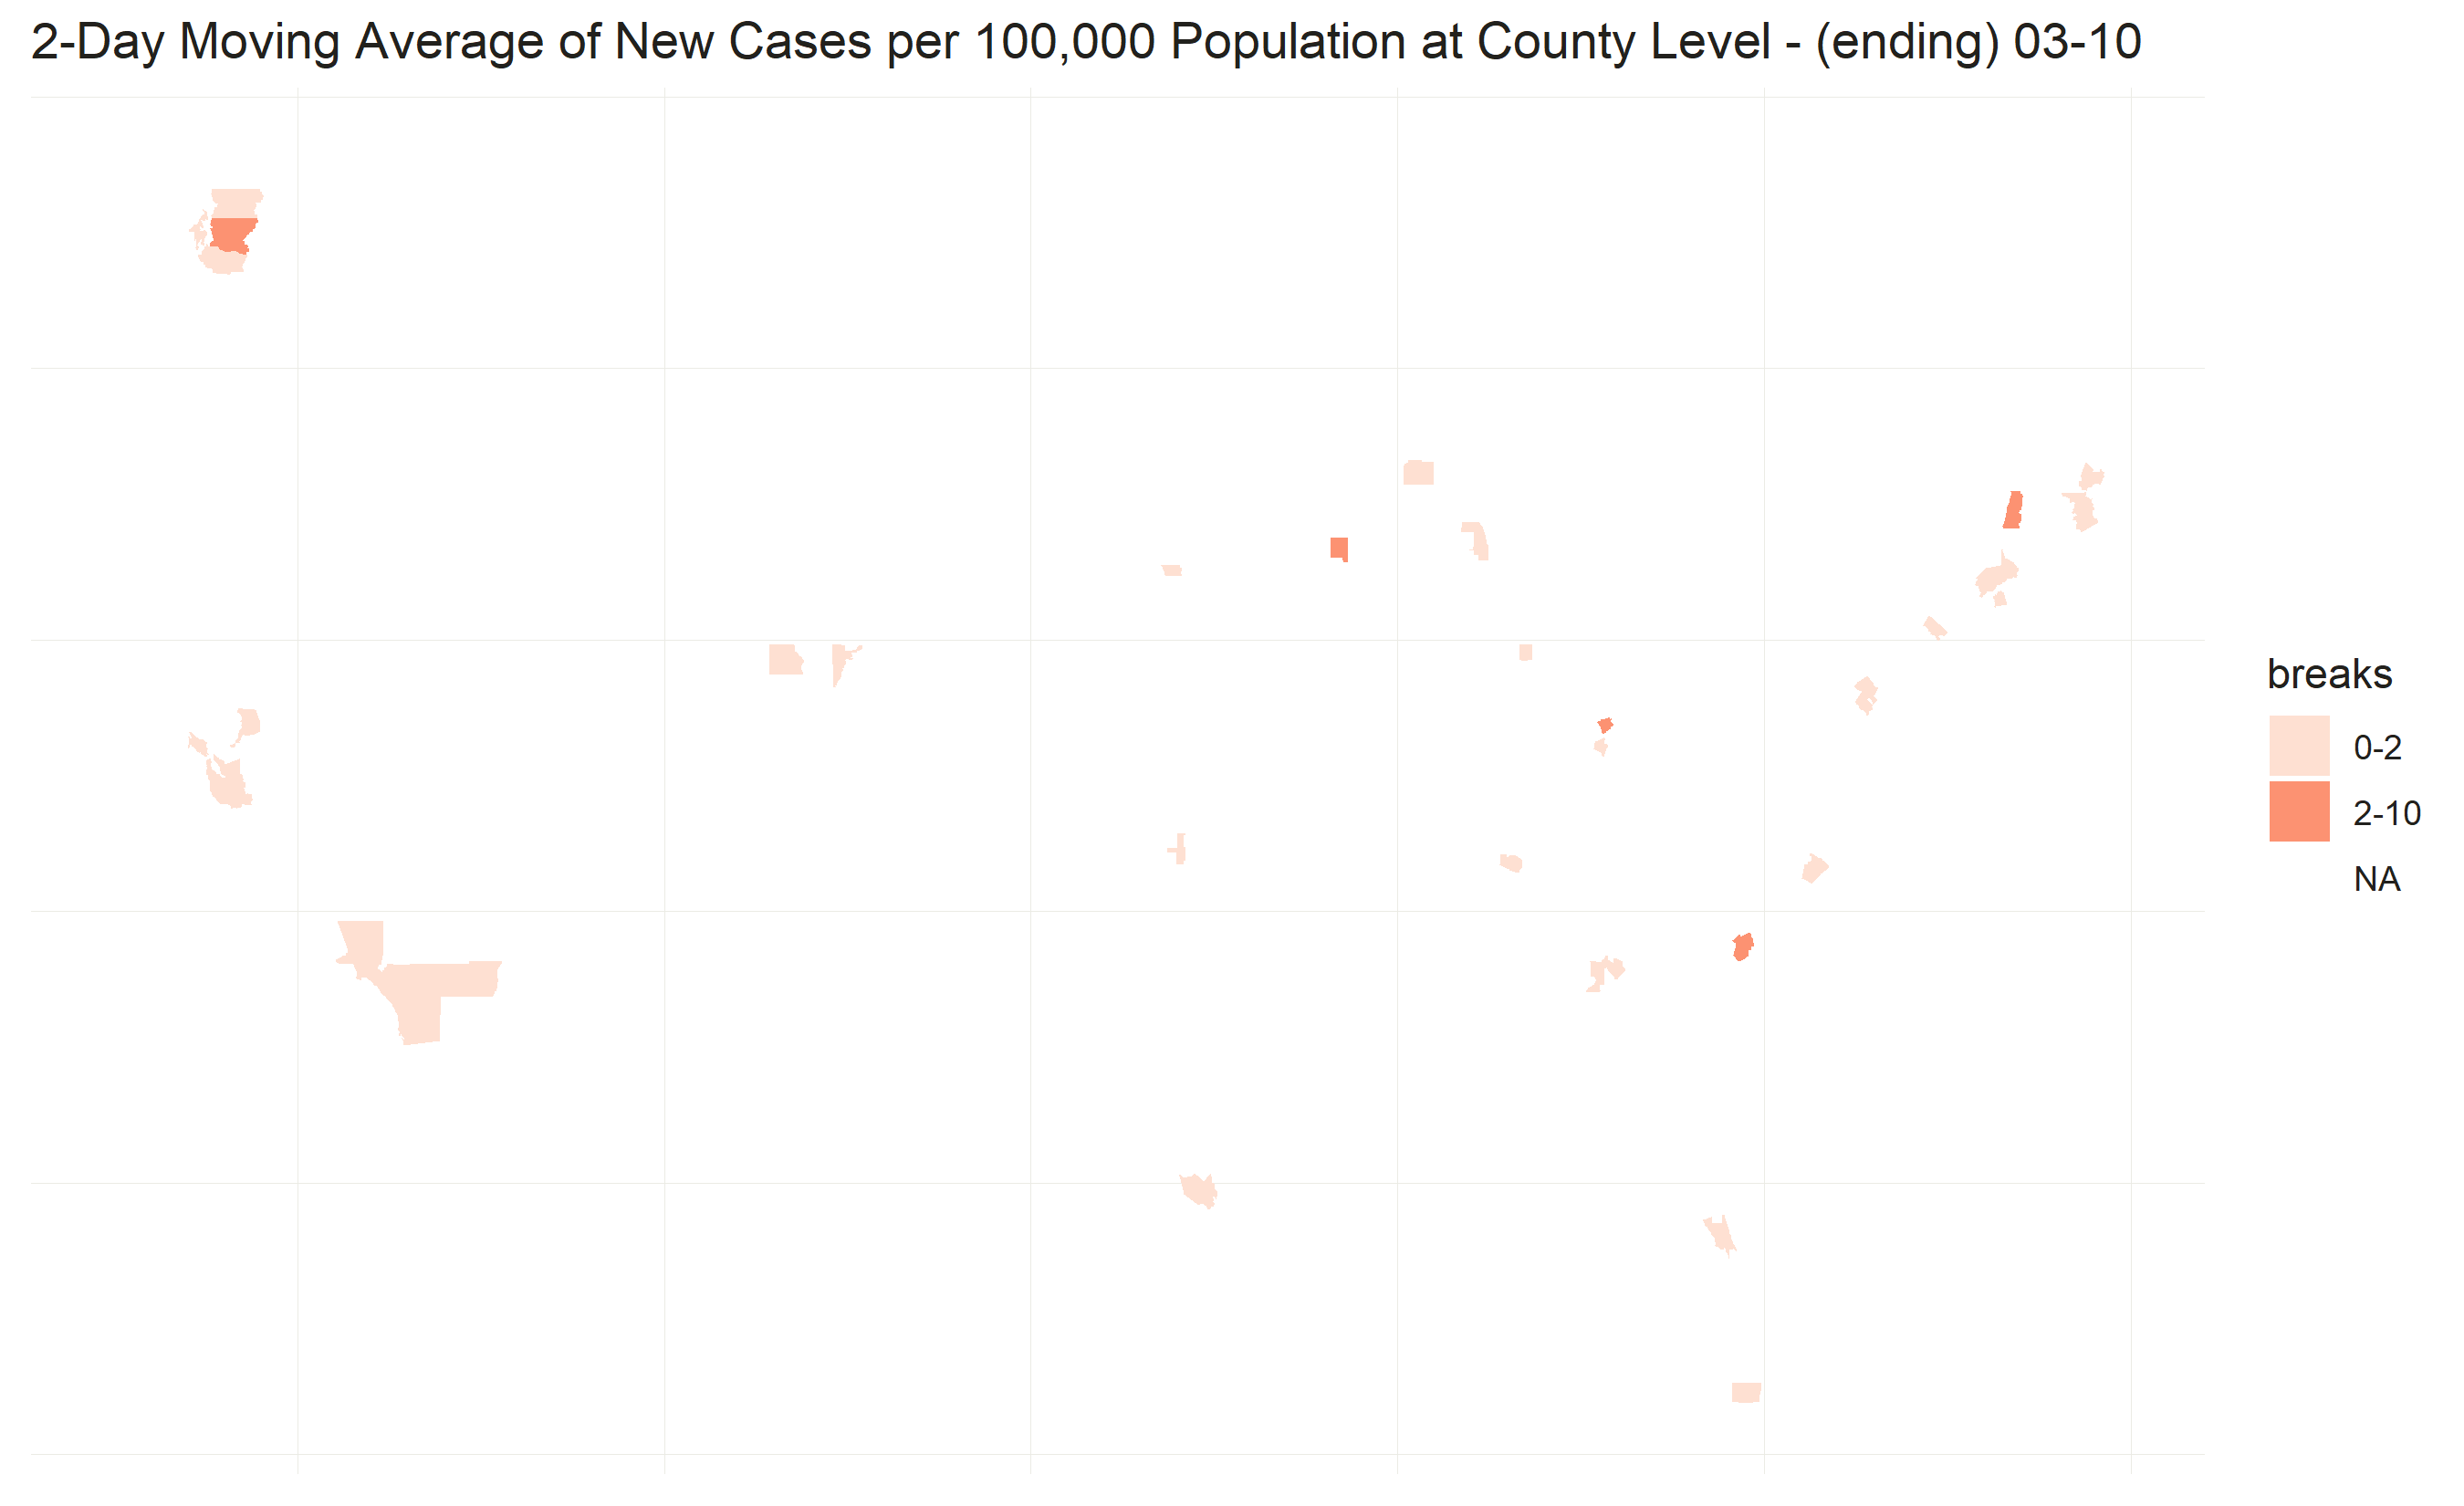 2-Day Moving Average of New Cases per 100,000 Population at County Level - (ending) 03-10
breaks
0-2
2-10
NA